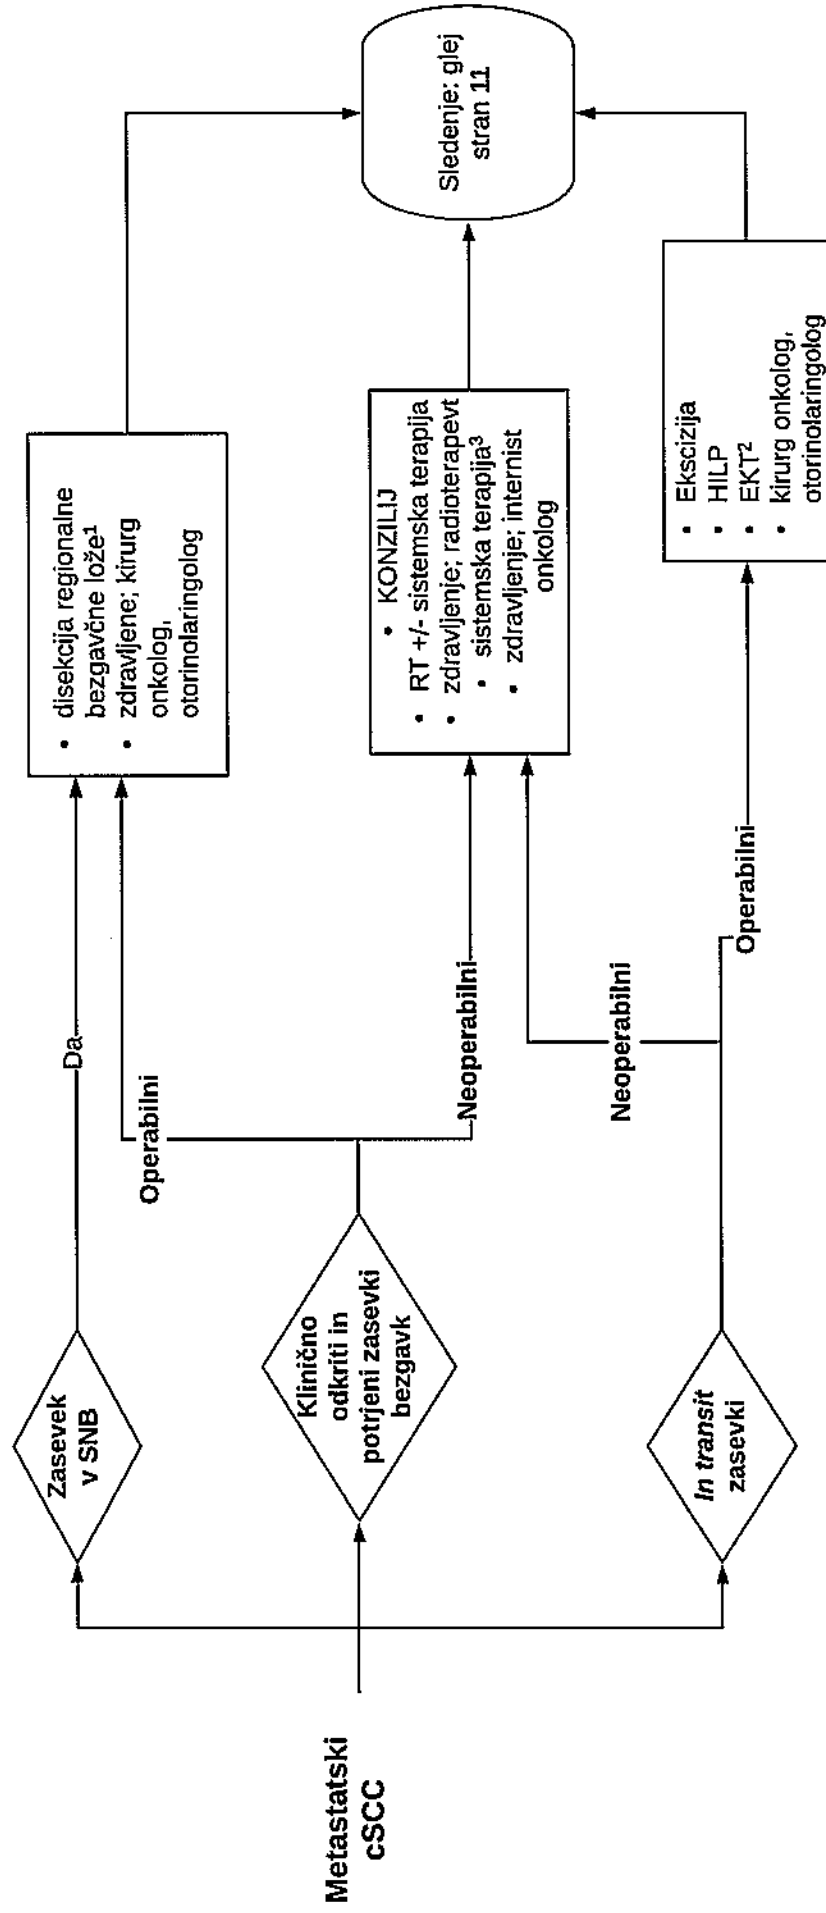 Metastatski
cSCC
Zasevek
v SNB
Da
• disekcija regionalne
bezgavčne lože¹
• zdravljene; kirurg
onkolog,
otorinolaringolog
Klinično
odkriti in
potrjeni zasevki
bezgavk
Operabilni
Neoperabilni
• KONZILIJ
• RT +/- sistemska terapija
• zdravljenje; radioterapevt
• sistemska terapija³
• zdravljenje; internist
onkolog
In transit
zasevki
Neoperabilni
Operabilni
• Ekscizija
• HILP
• EKT²
• kirurg onkolog,
otorinolaringolog
Sledenje: glej
stran 11